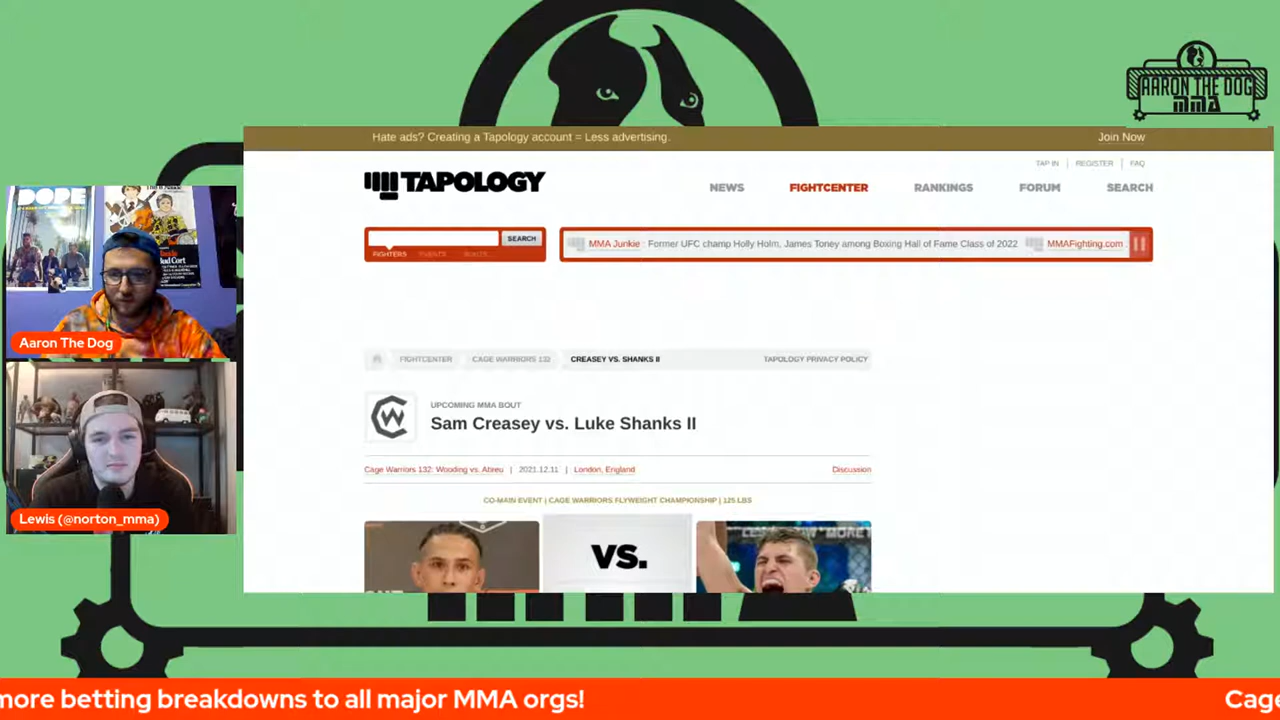 AARON THE DOG
MMA
Hate ads? Creating a Tapology account = Less advertising.
Join Now
TAP IN | REGISTER | FAQ
TAPOLOGY
NEWS
FIGHTCENTER
RANKINGS
FORUM
SEARCH
SEARCH
FIGHTERS
EVENTS
MMA Junkie : Former UFC champ Holly Holm, James Toney among Boxing Hall of Fame Class of 2022
MMAFighting.com :
FIGHTCENTER
CAGE WARRIORS 132
CREASEY VS. SHANKS II
TAPOLOGY PRIVACY POLICY
CW
UPCOMING MMA BOUT
Sam Creasey vs. Luke Shanks II
Cage Warriors 132: Wooding vs. Abreu | 2021.12.11 | London, England
Discussion
CO-MAIN EVENT | CAGE WARRIORS FLYWEIGHT CHAMPIONSHIP | 125 LBS
VS.
DOPE
Aaron The Dog
Lewis (@norton_mma)
more betting breakdowns to all major MMA orgs!
Cage